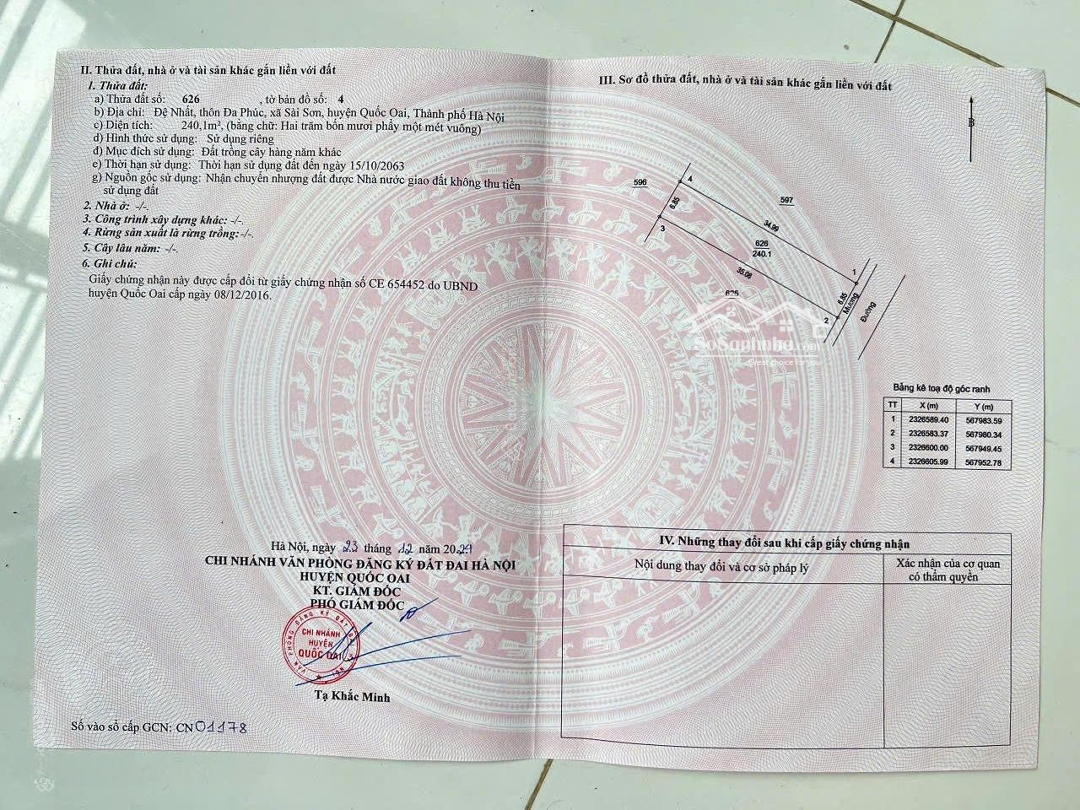 II. Thửa đất, nhà ở và tài sản khác gắn liền với đất
1. Thửa đất:
a) Thửa đất số: 626 , tờ bản đồ số: 4
b) Địa chỉ: Đệ Nhất, thôn Đa Phúc, xã Sài Sơn, huyện Quốc Oai, Thành phố Hà Nội
c) Diện tích: 240,1m², (bằng chữ: Hai trăm bốn mươi phẩy một mét vuông)
d) Hình thức sử dụng: Sử dụng riêng
đ) Mục đích sử dụng: Đất trồng cây hàng năm khác
e) Thời hạn sử dụng: Thời hạn sử dụng đất đến ngày 15/10/2063
g) Nguồn gốc sử dụng: Nhận chuyển nhượng đất được Nhà nước giao đất không thu tiền
sử dụng đất
2. Nhà ở: -/-.
3. Công trình xây dựng khác: -/-.
4. Rừng sản xuất là rừng trồng:-/-.
5. Cây lâu năm: -/-.
6. Ghi chú:
Giấy chứng nhận này được cấp đổi từ giấy chứng nhận số CE 654452 do UBND
huyện Quốc Oai cấp ngày 08/12/2016.
Hà Nội, ngày 23 tháng 12 năm 2024
CHI NHÁNH VĂN PHÒNG ĐĂNG KÝ ĐẤT ĐAI HÀ NỘI
HUYỆN QUỐC OAI
KT. GIÁM ĐỐC
PHÓ GIÁM ĐỐC
CHI NHÁNH
HUYỆN
QUỐC OAI
Tạ Khắc Minh
Số vào sổ cấp GCN: CN 01178
III. Sơ đồ thửa đất, nhà ở và tài sản khác gắn liền với đất
B
596
4
597
6.85
3
34.99
626
240.1
35.08
1
6.85
2
Mương
Đường
SoSanhnha.com
Bảng kê toạ độ góc ranh
TT X (m) Y (m)
1 2326589.40 567983.59
2 2326583.37 567980.34
3 2326600.00 567949.45
4 2326605.99 567952.78
IV. Những thay đổi sau khi cấp giấy chứng nhận
Nội dung thay đổi và cơ sở pháp lý
Xác nhận của cơ quan
có thẩm quyền